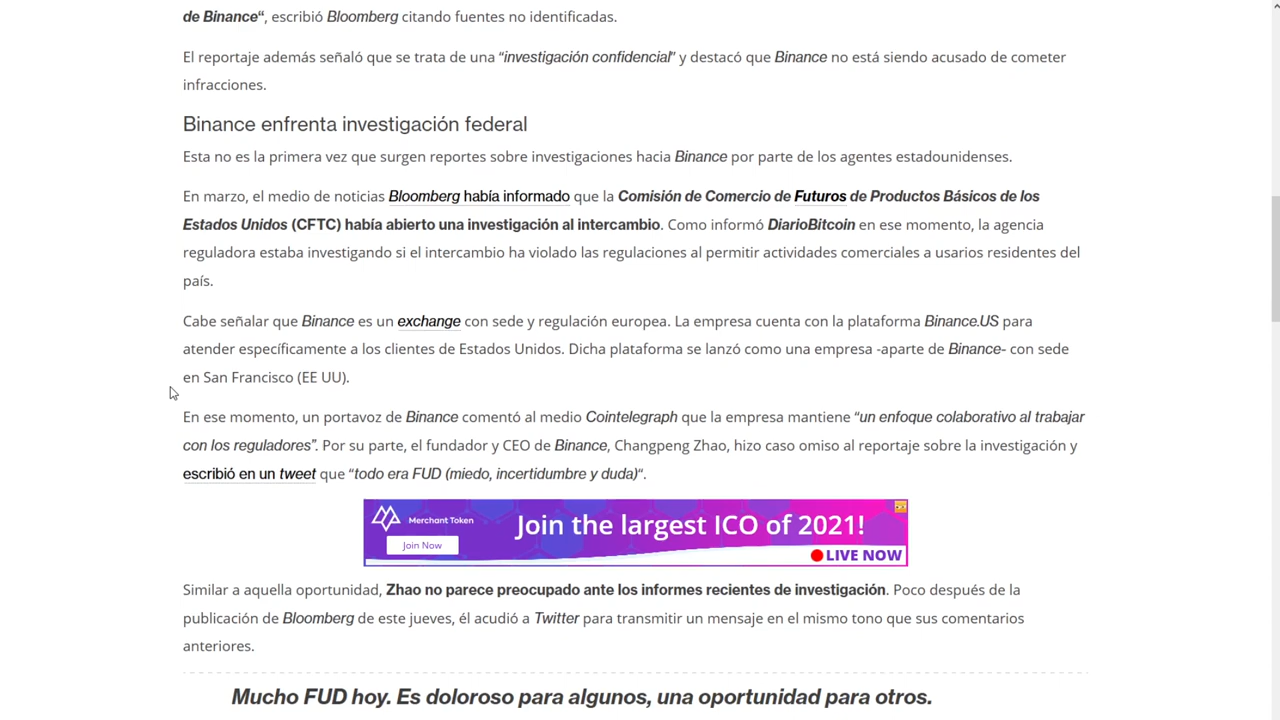 de Binance“, escribió Bloomberg citando fuentes no identificadas.
El reportaje además señaló que se trata de una “investigación confidencial” y destacó que Binance no está siendo acusado de cometer
infracciones.
Binance enfrenta investigación federal
Esta no es la primera vez que surgen reportes sobre investigaciones hacia Binance por parte de los agentes estadounidenses.
En marzo, el medio de noticias Bloomberg había informado que la Comisión de Comercio de Futuros de Productos Básicos de los
Estados Unidos (CFTC) había abierto una investigación al intercambio. Como informó DiarioBitcoin en ese momento, la agencia
reguladora estaba investigando si el intercambio ha violado las regulaciones al permitir actividades comerciales a usarios residentes del
país.
Cabe señalar que Binance es un exchange con sede y regulación europea. La empresa cuenta con la plataforma Binance.US para
atender específicamente a los clientes de Estados Unidos. Dicha plataforma se lanzó como una empresa -aparte de Binance- con sede
en San Francisco (EE UU).
En ese momento, un portavoz de Binance comentó al medio Cointelegraph que la empresa mantiene “un enfoque colaborativo al trabajar
con los reguladores”. Por su parte, el fundador y CEO de Binance, Changpeng Zhao, hizo caso omiso al reportaje sobre la investigación y
escribió en un tweet que “todo era FUD (miedo, incertidumbre y duda)“.
Merchant Token
Join the largest ICO of 2021!
Join Now
LIVE NOW
Similar a aquella oportunidad, Zhao no parece preocupado ante los informes recientes de investigación. Poco después de la
publicación de Bloomberg de este jueves, él acudió a Twitter para transmitir un mensaje en el mismo tono que sus comentarios
anteriores.
Mucho FUD hoy. Es doloroso para algunos, una oportunidad para otros.